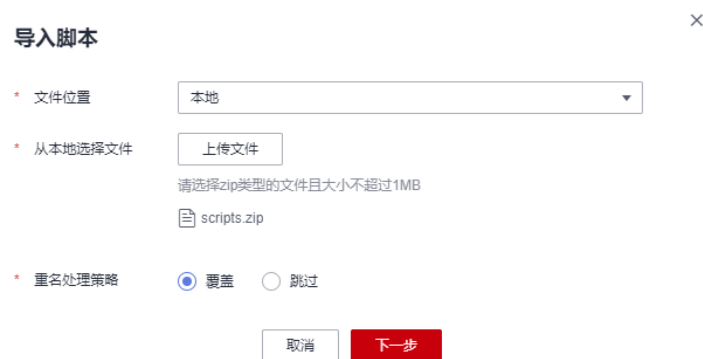 导入脚本
* 文件位置 本地
* 从本地选择文件 上传文件
请选择zip类型的文件且大小不超过1MB
scripts.zip
* 重名处理策略 覆盖 跳过
取消 下一步